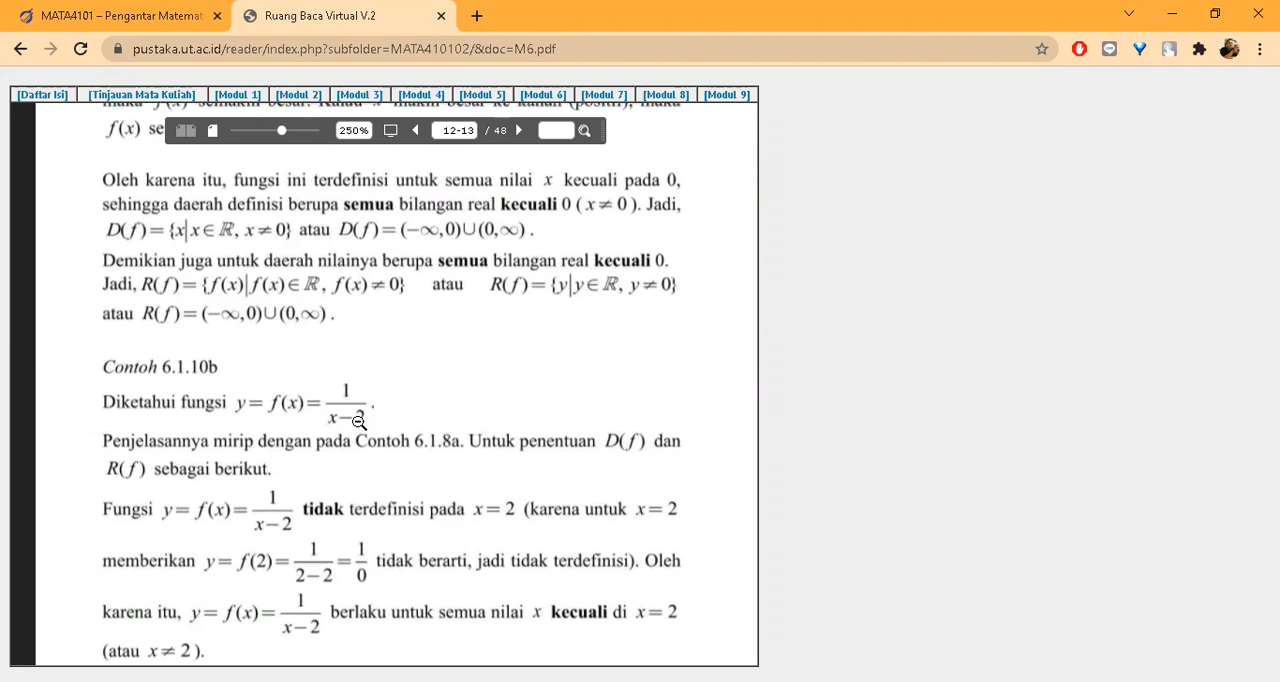 MATA4101 – Pengantar Matemat
Ruang Baca Virtual V.2
pustaka.ut.ac.id/reader/index.php?subfolder=MATA410102/&doc=M6.pdf
[Daftar Isi] [Tinjauan Mata Kuliah] [Modul 1] [Modul 2] [Modul 3] [Modul 4] [Modul 5] [Modul 6] [Modul 7] [Modul 8] [Modul 9]
f(x) se
250% 12-13 / 48
Oleh karena itu, fungsi ini terdefinisi untuk semua nilai x kecuali pada 0,
sehingga daerah definisi berupa semua bilangan real kecuali 0 ( x ≠ 0 ). Jadi,
D(f) = {x|x ∈ ℝ, x ≠ 0} atau D(f) = (−∞,0)∪(0,∞) .
Demikian juga untuk daerah nilainya berupa semua bilangan real kecuali 0.
Jadi, R(f) = {f(x)|f(x) ∈ ℝ, f(x) ≠ 0} atau R(f) = {y|y ∈ ℝ, y ≠ 0}
atau R(f) = (−∞,0)∪(0,∞) .
Contoh 6.1.10b
Diketahui fungsi y = f(x) = 1/(x−2) .
Penjelasannya mirip dengan pada Contoh 6.1.8a. Untuk penentuan D(f) dan
R(f) sebagai berikut.
Fungsi y = f(x) = 1/(x−2) tidak terdefinisi pada x = 2 (karena untuk x = 2
memberikan y = f(2) = 1/(2−2) = 1/0 tidak berarti, jadi tidak terdefinisi). Oleh
karena itu, y = f(x) = 1/(x−2) berlaku untuk semua nilai x kecuali di x = 2
(atau x ≠ 2 ).